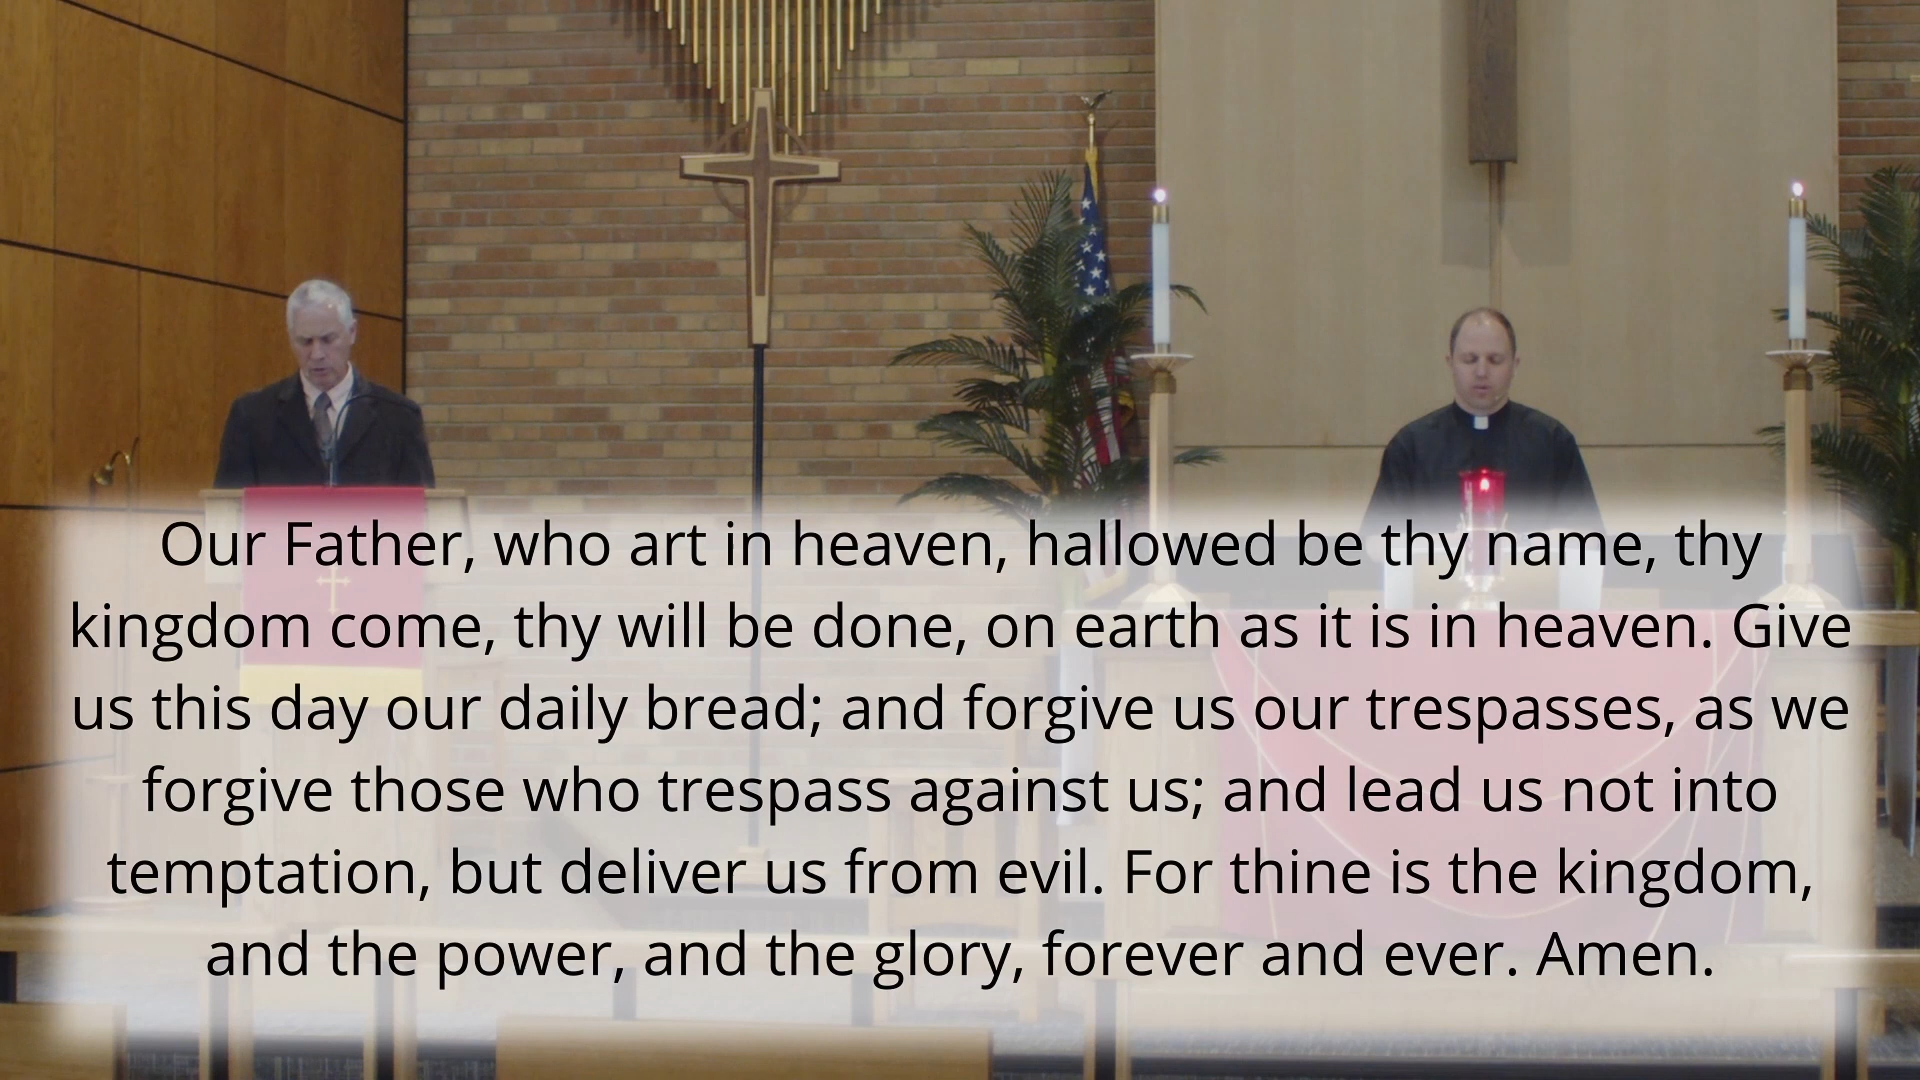 Our Father, who art in heaven, hallowed be thy name, thy
kingdom come, thy will be done, on earth as it is in heaven. Give
us this day our daily bread; and forgive us our trespasses, as we
forgive those who trespass against us; and lead us not into
temptation, but deliver us from evil. For thine is the kingdom,
and the power, and the glory, forever and ever. Amen.